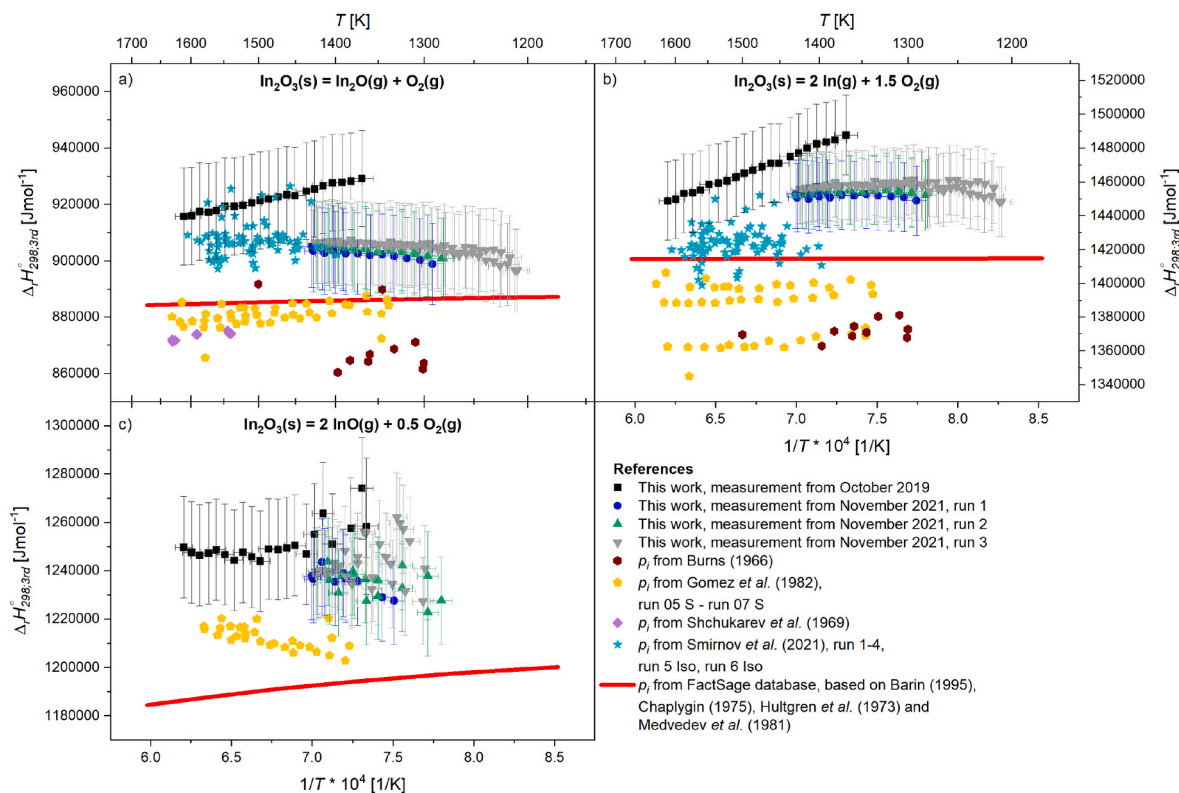 T [K]
1700 1600 1500 1400 1300 1200
T [K]
1700 1600 1500 1400 1300 1200
a) In₂O₃(s) = In₂O(g) + O₂(g)
b) In₂O₃(s) = 2 In(g) + 1.5 O₂(g)
960000
940000
920000
900000
880000
860000
ΔᵣH°₂₉₈;₃rd [Jmol⁻¹]
1520000
1500000
1480000
1460000
1440000
1420000
1400000
1380000
1360000
1340000
ΔᵣH°₂₉₈;₃rd [Jmol⁻¹]
6.0 6.5 7.0 7.5 8.0 8.5
1/T * 10⁴ [1/K]
c) In₂O₃(s) = 2 InO(g) + 0.5 O₂(g)
1300000
1280000
1260000
1240000
1220000
1200000
1180000
ΔᵣH°₂₉₈;₃rd [Jmol⁻¹]
6.0 6.5 7.0 7.5 8.0 8.5
1/T * 10⁴ [1/K]
References
This work, measurement from October 2019
This work, measurement from November 2021, run 1
This work, measurement from November 2021, run 2
This work, measurement from November 2021, run 3
pᵢ from Burns (1966)
pᵢ from Gomez et al. (1982),
run 05 S - run 07 S
pᵢ from Shchukarev et al. (1969)
pᵢ from Smirnov et al. (2021), run 1-4,
run 5 Iso, run 6 Iso
pᵢ from FactSage database, based on Barin (1995),
Chaplygin (1975), Hultgren et al. (1973) and
Medvedev et al. (1981)